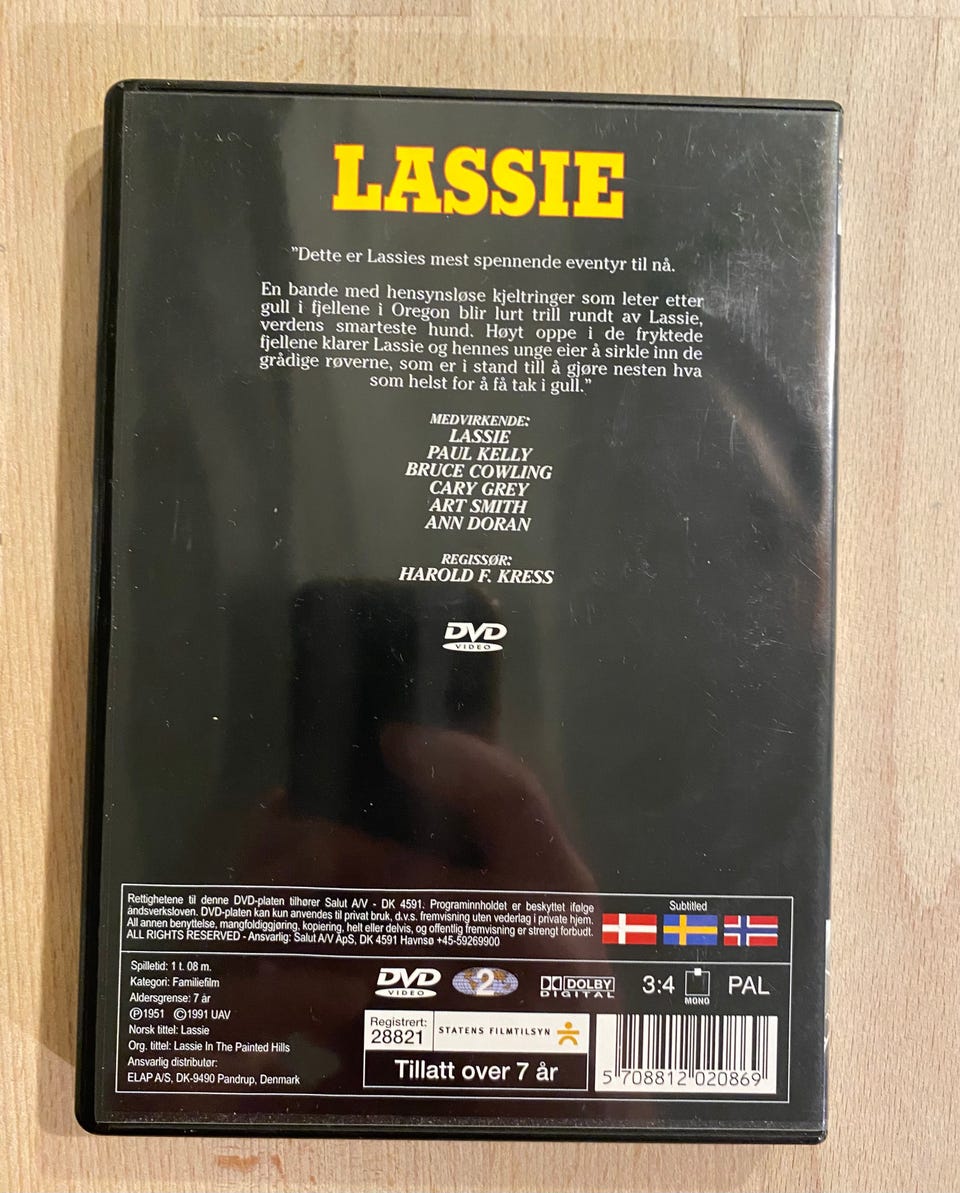 LASSIE
"Dette er Lassies mest spennende eventyr til nå.
En bande med hensynsløse kjeltringer som leter etter
gull i fjellene i Oregon blir lurt trill rundt av Lassie,
verdens smarteste hund. Høyt oppe i de fryktede
fjellene klarer Lassie og hennes unge eier å sirkle inn de
grådige røverne, som er i stand till å gjøre nesten hva
som helst for å få tak i gull."
MEDVIRKENDE:
LASSIE
PAUL KELLY
BRUCE COWLING
CARY GREY
ART SMITH
ANN DORAN
REGISSØR:
HAROLD F. KRESS
DVD
VIDEO
Rettighetene til denne DVD-platen tilhører Salut A/V - DK 4591. Programinnholdet er beskyttet ifølge
åndsverksloven. DVD-platen kan kun anvendes til privat bruk, d.v.s. fremvisning uten vederlag i private hjem.
All annen benyttelse, mangfoldiggjøring, kopiering, helt eller delvis, og offentlig fremvisning er strengt forbudt.
ALL RIGHTS RESERVED - Ansvarlig: Salut A/V ApS, DK 4591 Havnsø +45-59269900
Subtitled
Spilletid: 1 t. 08 m.
Kategori: Familiefilm
Aldersgrense: 7 år
Ⓟ1951 ©1991 UAV
Norsk tittel: Lassie
Org. tittel: Lassie In The Painted Hills
Ansvarlig distributør:
ELAP A/S, DK-9490 Pandrup, Denmark
DVD
VIDEO
2
DOLBY
DIGITAL
3:4
MONO
PAL
Registrert:
28821
STATENS FILMTILSYN
Tillatt over 7 år
5 708812 020869